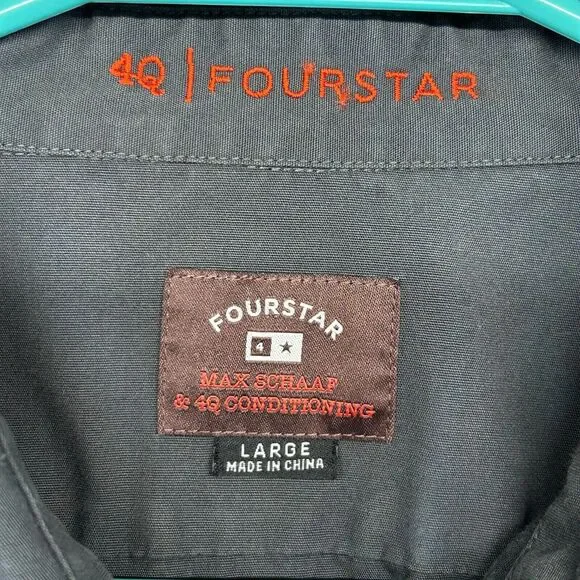 4Q | FOURSTAR
FOURSTAR
4 ★
MAX SCHAAF
& 4Q CONDITIONING
LARGE
MADE IN CHINA